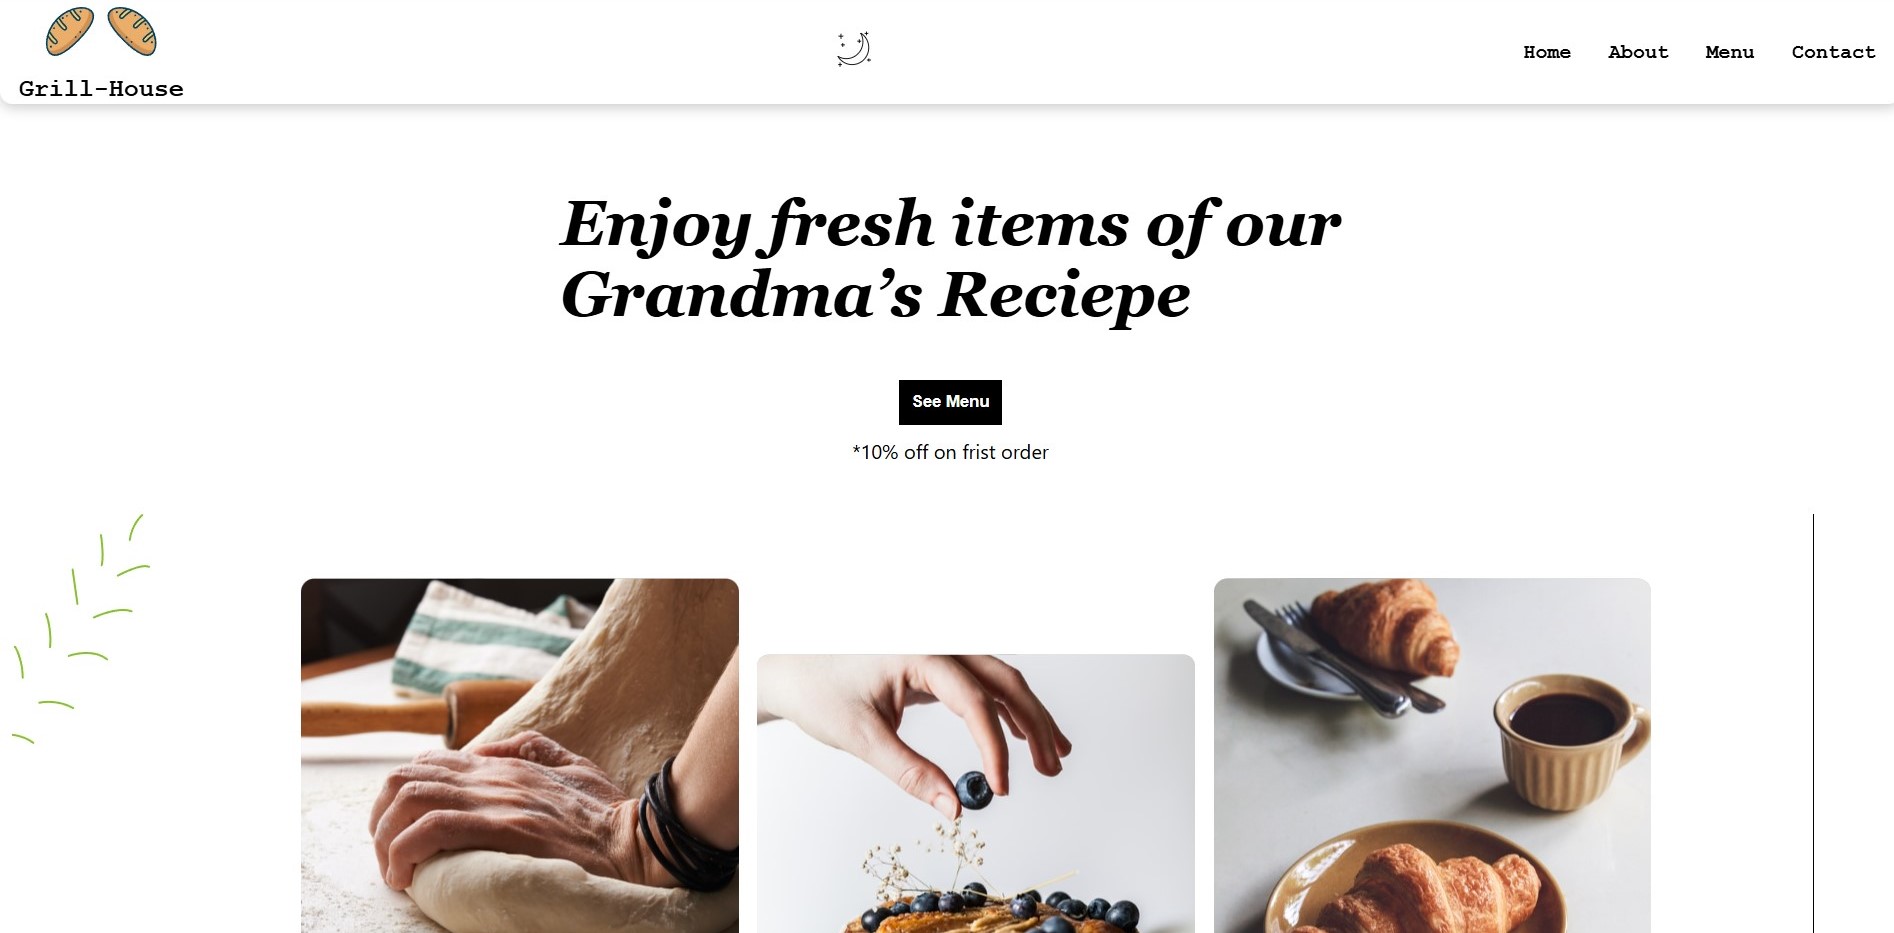 Grill-House
Home About Menu Contact
Enjoy fresh items of our
Grandma’s Reciepe
See Menu
*10% off on frist order